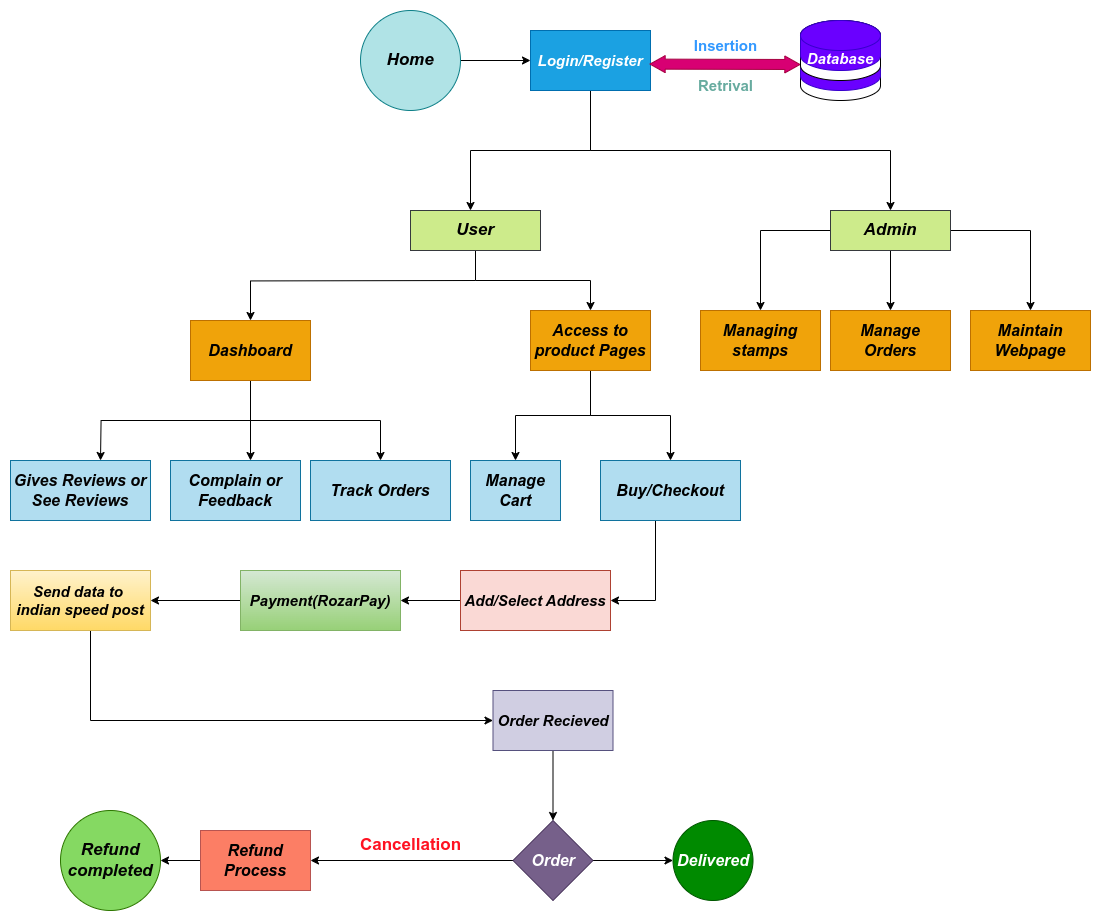 Home
Login/Register
Insertion
Retrival
Database
User
Admin
Dashboard
Access to
product Pages
Managing
stamps
Manage
Orders
Maintain
Webpage
Gives Reviews or
See Reviews
Complain or
Feedback
Track Orders
Manage
Cart
Buy/Checkout
Send data to
indian speed post
Payment(RozarPay)
Add/Select Address
Order Recieved
Refund
completed
Refund
Process
Cancellation
Order
Delivered